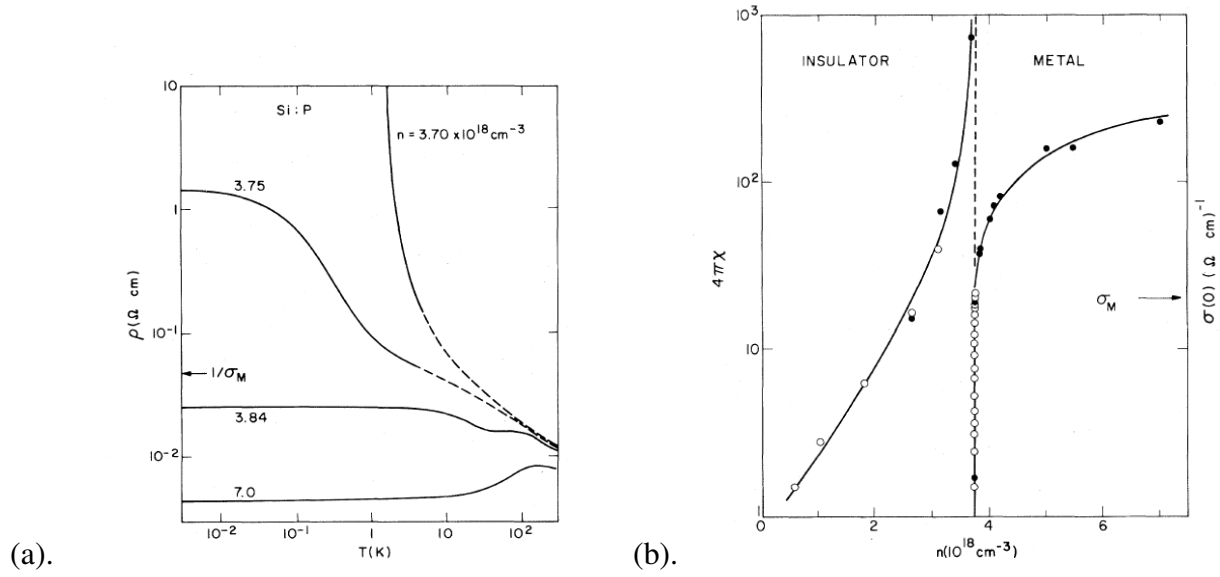 (a).
Si:P
n = 3.70 x 10^18 cm^-3
3.75
3.84
7.0
10
1
10^-1
10^-2
ρ(Ω cm)
1/σM
10^-2
10^-1
1
10
10^2
T(K)
(b).
INSULATOR
METAL
10^3
10^2
10
1
4πχ
σM
σ(0) (Ω cm)^-1
0
2
4
6
n(10^18 cm^-3)